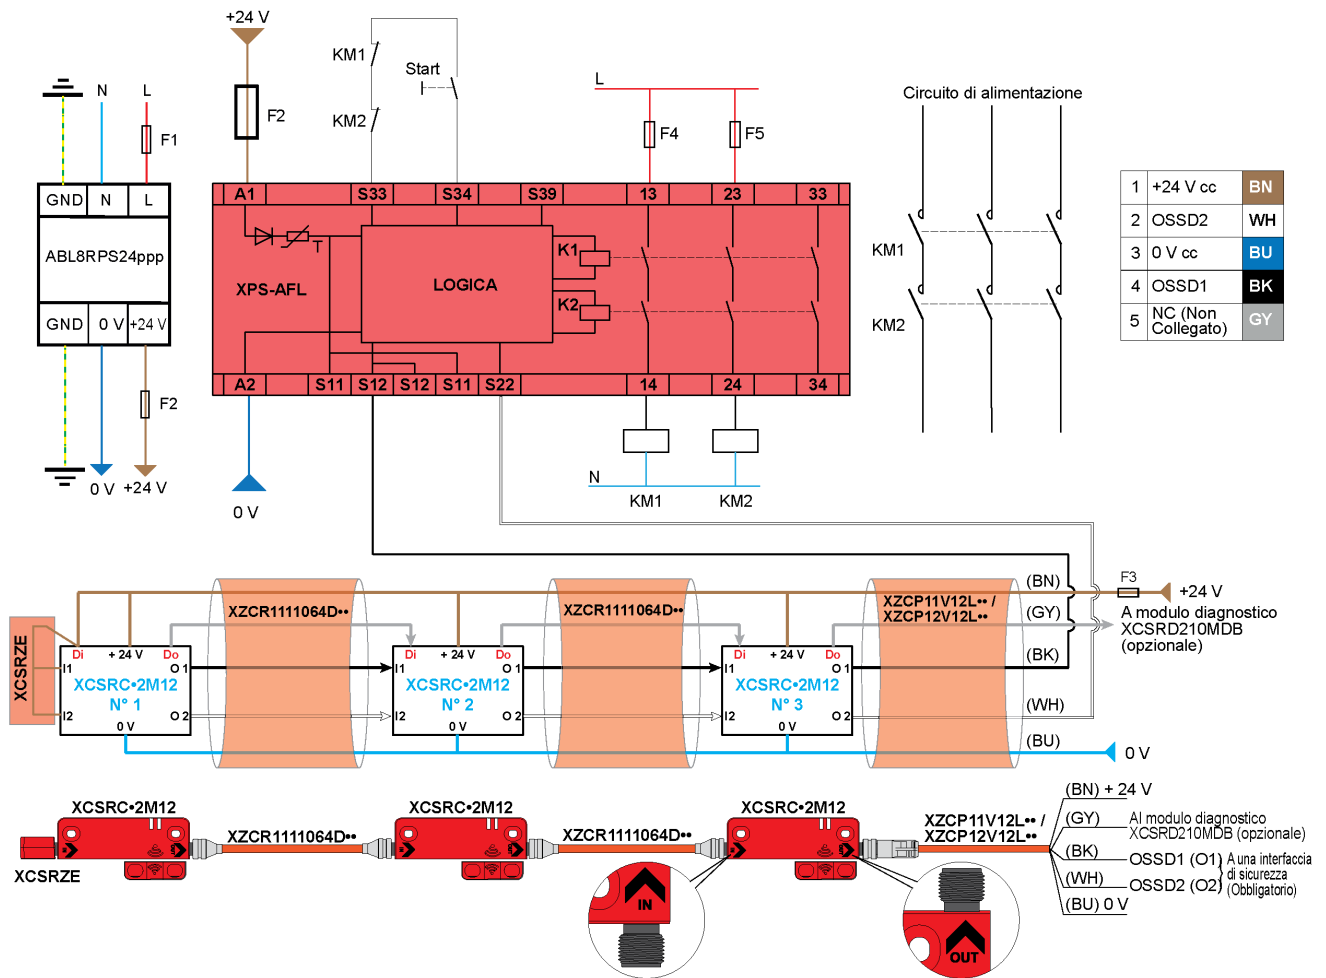 +24 V
N
L
F1
GND
N
L
ABL8RPS24ppp
GND
0 V
+24 V
F2
0 V
+24 V
F2
KM1
KM2
Start
A1
S33
S34
S39
13
23
33
T
XPS-AFL
LOGICA
K1
K2
A2
S11
S12
S12
S11
S22
14
24
34
0 V
L
F4
F5
N
KM1
KM2
Circuito di alimentazione
KM1
KM2
1 +24 V cc BN
2 OSSD2 WH
3 0 V cc BU
4 OSSD1 BK
5 NC (Non Collegato) GY
XCSRZE
Di
+ 24 V
Do
I1
O 1
XCSRC•2M12
N° 1
I2
O 2
0 V
XZCR1111064D••
Di
+ 24 V
Do
I1
O 1
XCSRC•2M12
N° 2
I2
O 2
0 V
XZCR1111064D••
Di
+ 24 V
Do
I1
O 1
XCSRC•2M12
N° 3
I2
O 2
0 V
XZCP11V12L•• /
XZCP12V12L••
(BN)
(GY)
(BK)
(WH)
(BU)
F3
+24 V
A modulo diagnostico
XCSRD210MDB
(opzionale)
0 V
XCSRC•2M12
XCSRC•2M12
XCSRC•2M12
XCSRZE
XZCR1111064D••
XZCR1111064D••
XZCP11V12L•• /
XZCP12V12L••
IN
OUT
(BN) + 24 V
(GY)
Al modulo diagnostico
XCSRD210MDB (opzionale)
(BK)
OSSD1 (O1)
(WH)
OSSD2 (O2)
A una interfaccia
di sicurezza
(Obbligatorio)
(BU) 0 V